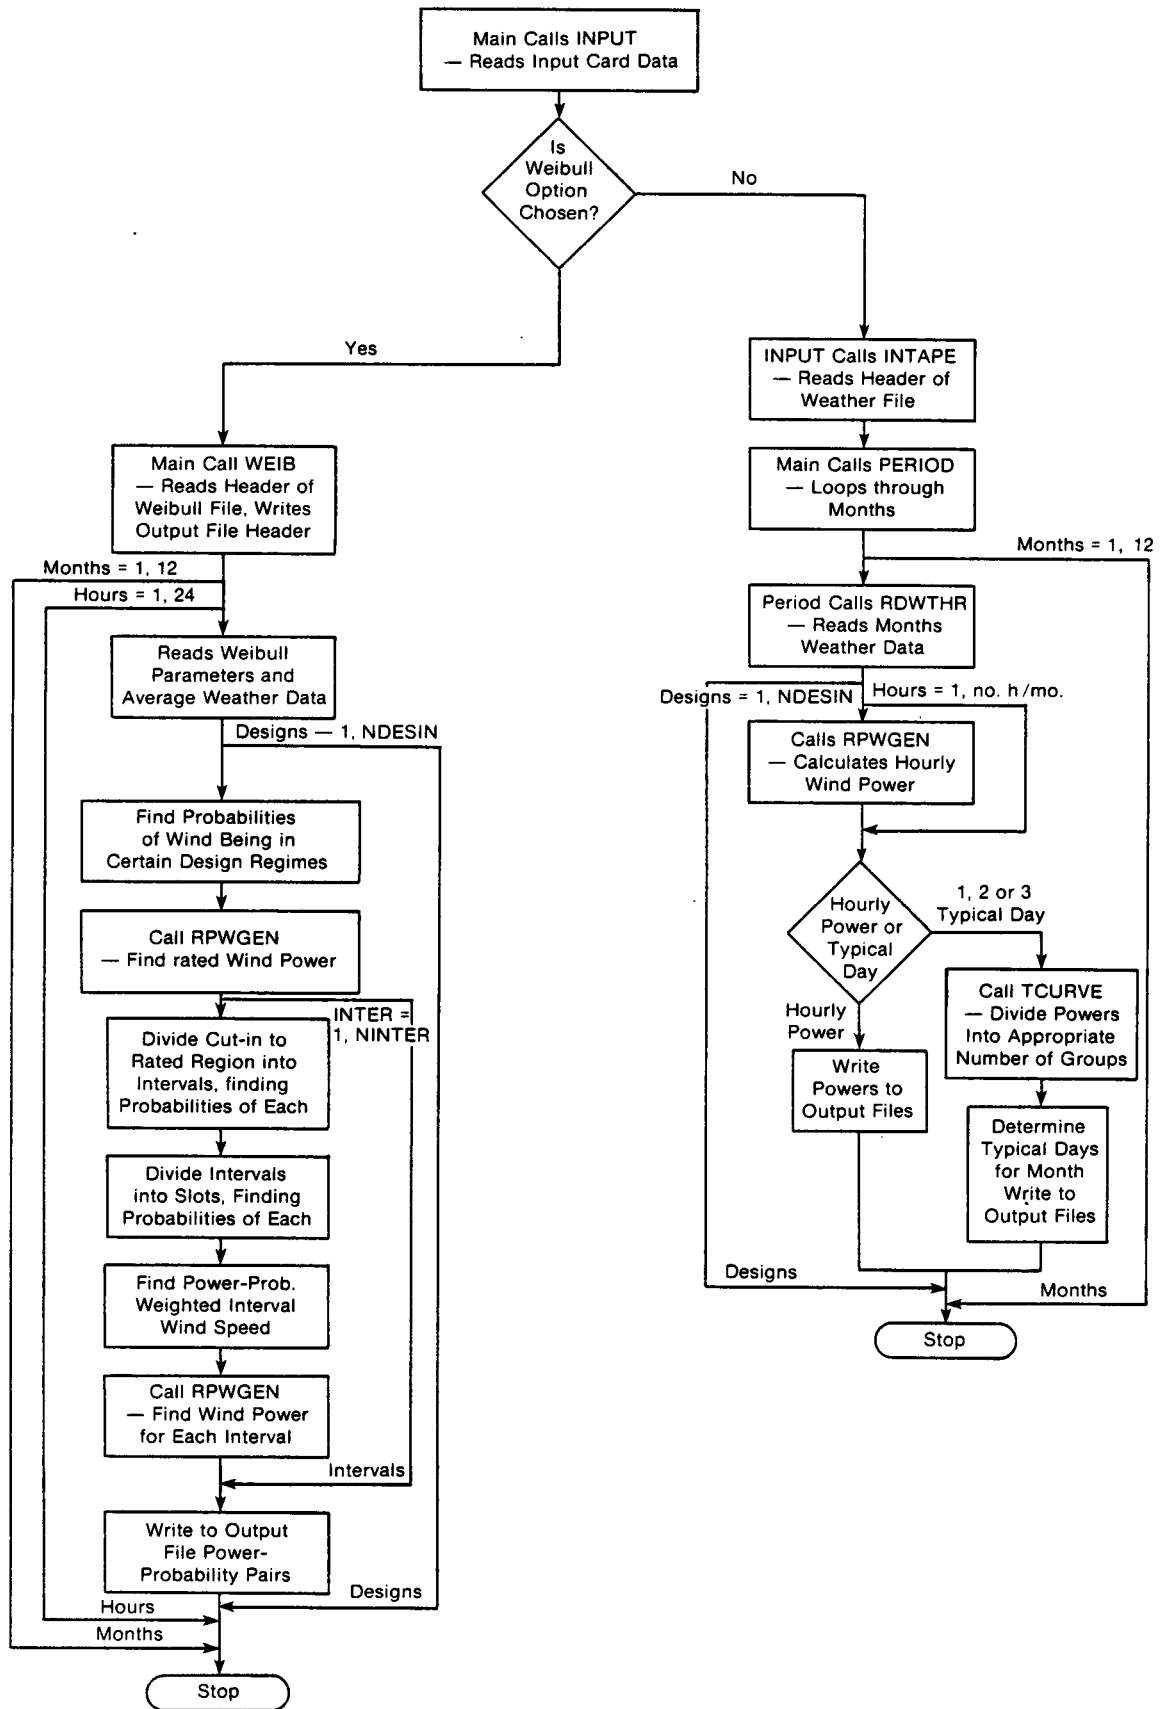 Main Calls INPUT
— Reads Input Card Data
Is
Weibull
Option
Chosen?
No
Yes
Main Call WEIB
— Reads Header of
Weibull File, Writes
Output File Header
Months = 1, 12
Hours = 1, 24
Reads Weibull
Parameters and
Average Weather Data
Designs — 1, NDESIN
Find Probabilities
of Wind Being in
Certain Design Regimes
Call RPWGEN
— Find rated Wind Power
INTER =
1, NINTER
Divide Cut-in to
Rated Region into
Intervals, finding
Probabilities of Each
Divide Intervals
into Slots, Finding
Probabilities of Each
Find Power-Prob.
Weighted Interval
Wind Speed
Call RPWGEN
— Find Wind Power
for Each Interval
Intervals
Write to Output
File Power-
Probability Pairs
Designs
Hours
Months
Stop
INPUT Calls INTAPE
— Reads Header of
Weather File
Main Calls PERIOD
— Loops through
Months
Months = 1, 12
Period Calls RDWTHR
— Reads Months
Weather Data
Designs = 1, NDESIN
Hours = 1, no. h/mo.
Calls RPWGEN
— Calculates Hourly
Wind Power
Hourly
Power or
Typical
Day
1, 2 or 3
Typical Day
Hourly
Power
Write
Powers to
Output Files
Call TCURVE
— Divide Powers
Into Appropriate
Number of Groups
Determine
Typical Days
for Month
Write to
Output Files
Designs
Months
Stop